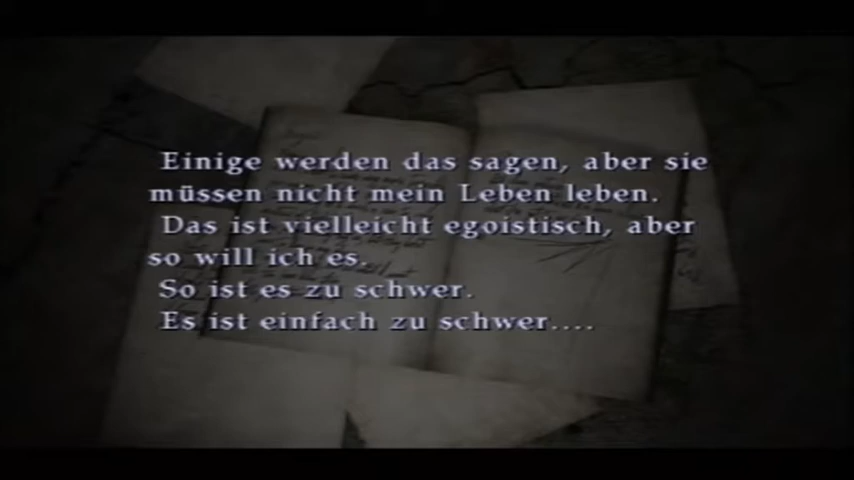 Einige werden das sagen, aber sie
müssen nicht mein Leben leben.
Das ist vielleicht egoistisch, aber
so will ich es.
So ist es zu schwer.
Es ist einfach zu schwer....